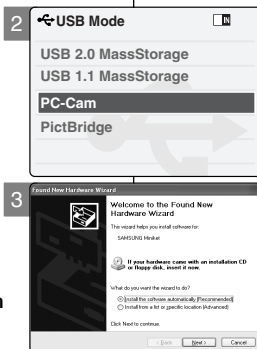 2
USB Mode
IN
USB 2.0 MassStorage
USB 1.1 MassStorage
PC-Cam
PictBridge
3
Found New Hardware Wizard
Welcome to the Found New
Hardware Wizard
This wizard helps you install software for:
SAMSUNG Miniket
If your hardware came with an installation CD
or floppy disk, insert it now.
What do you want the wizard to do?
Install the software automatically (Recommended)
Install from a list or specific location (Advanced)
Click Next to continue.
< Back
Next >
Cancel